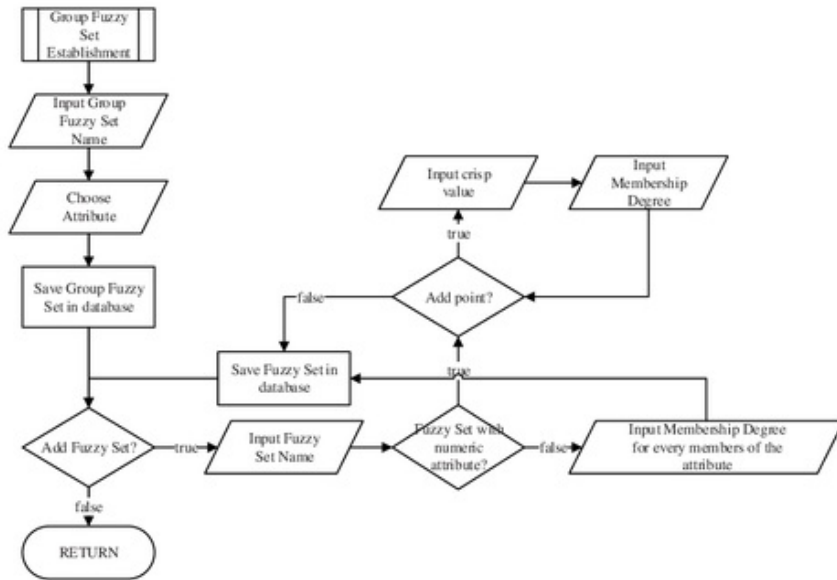 Group Fuzzy
Set
Establishment
Input Group
Fuzzy Set
Name
Choose
Attribute
Save Group Fuzzy
Set in database
Input crisp
value
Input
Membership
Degree
true
Add point?
false
Save Fuzzy Set in
database
true
Add Fuzzy Set?
true
Input Fuzzy
Set Name
Fuzzy Set with
numeric
attribute?
false
Input Membership Degree
for every members of the
attribute
false
RETURN